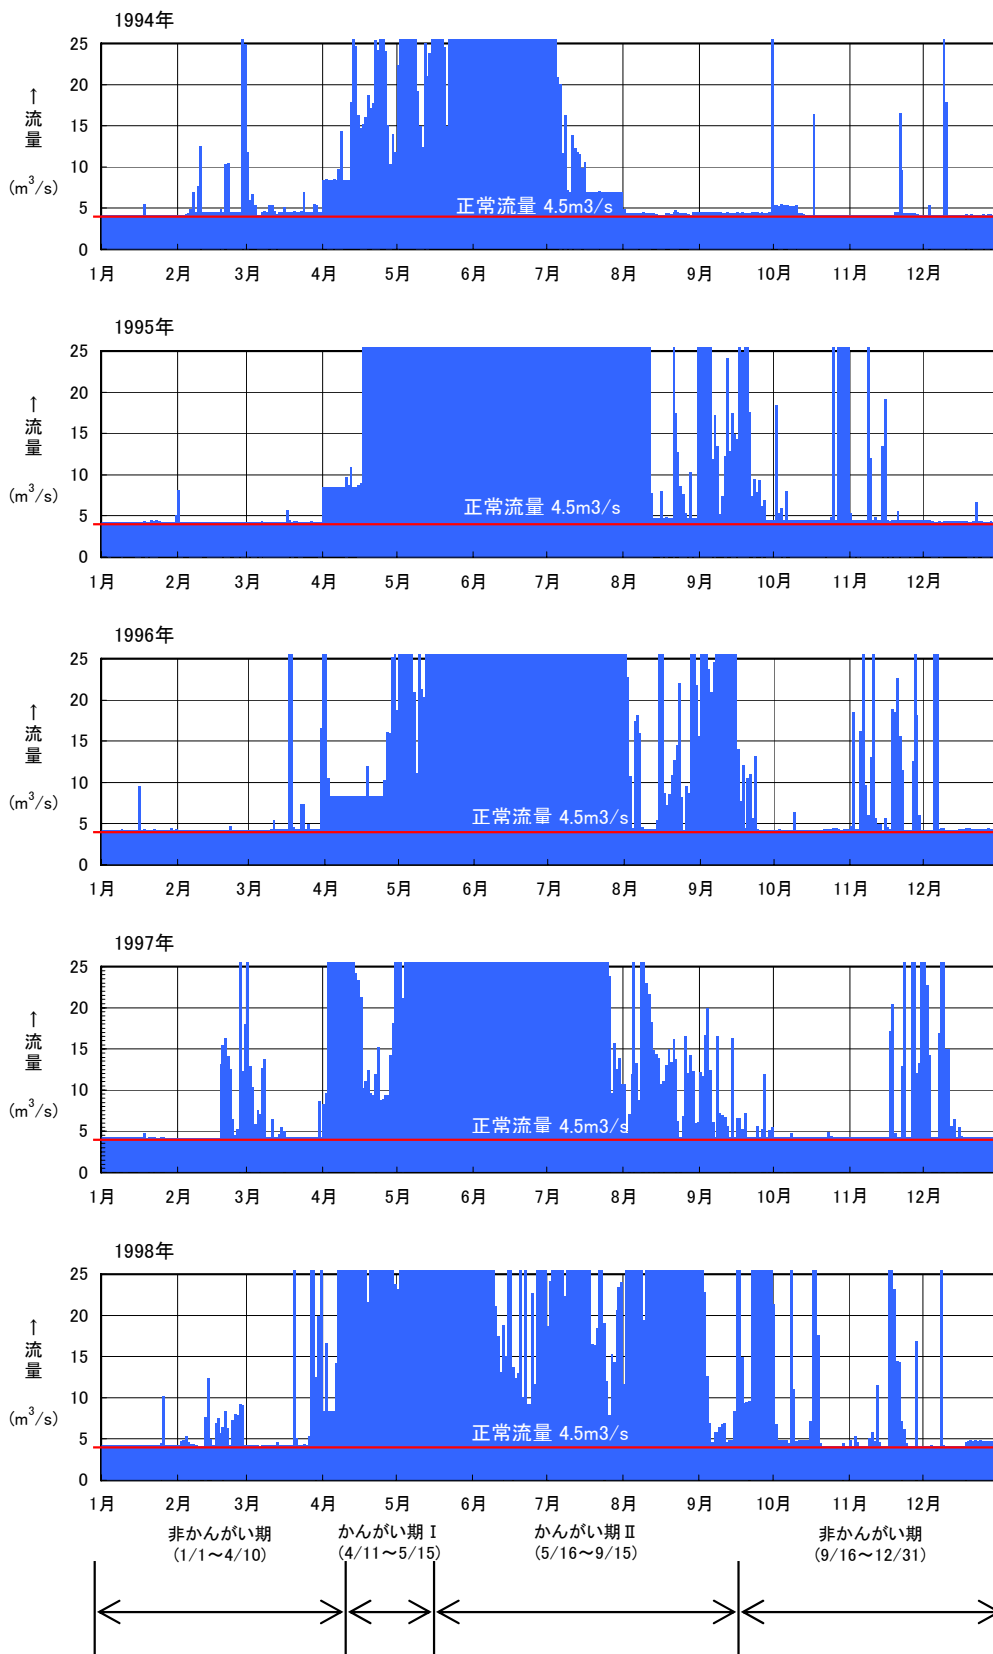 1994年
25
20
15
10
5
0
↑
流
量
(m³/s)
正常流量 4.5m3/s
1月 2月 3月 4月 5月 6月 7月 8月 9月 10月 11月 12月
1995年
25
20
15
10
5
0
↑
流
量
(m³/s)
正常流量 4.5m3/s
1月 2月 3月 4月 5月 6月 7月 8月 9月 10月 11月 12月
1996年
25
20
15
10
5
0
↑
流
量
(m³/s)
正常流量 4.5m3/s
1月 2月 3月 4月 5月 6月 7月 8月 9月 10月 11月 12月
1997年
25
20
15
10
5
0
↑
流
量
(m³/s)
正常流量 4.5m3/s
1月 2月 3月 4月 5月 6月 7月 8月 9月 10月 11月 12月
1998年
25
20
15
10
5
0
↑
流
量
(m³/s)
正常流量 4.5m3/s
1月 2月 3月 4月 5月 6月 7月 8月 9月 10月 11月 12月
非かんがい期
(1/1～4/10)
かんがい期Ⅰ
(4/11～5/15)
かんがい期Ⅱ
(5/16～9/15)
非かんがい期
(9/16～12/31)